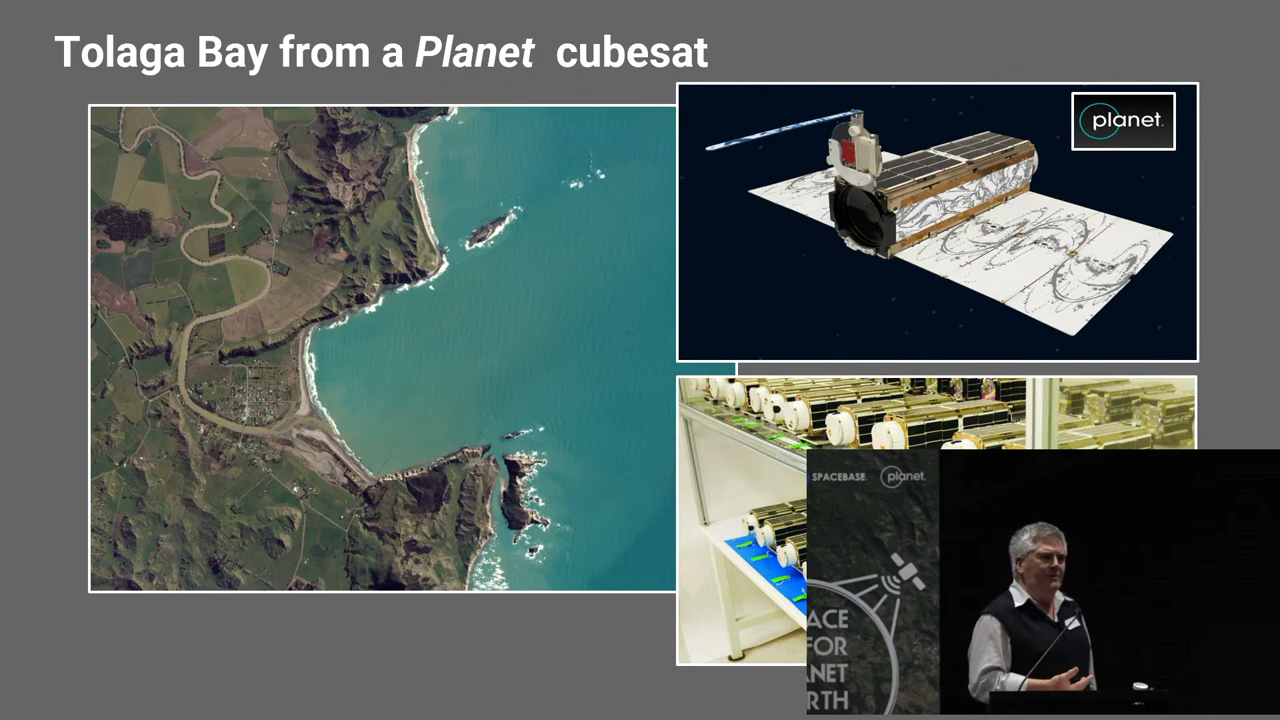 Tolaga Bay from a Planet cubesat
planet.
SPACEBASE planet.
ACE
FOR
ANET
RTH